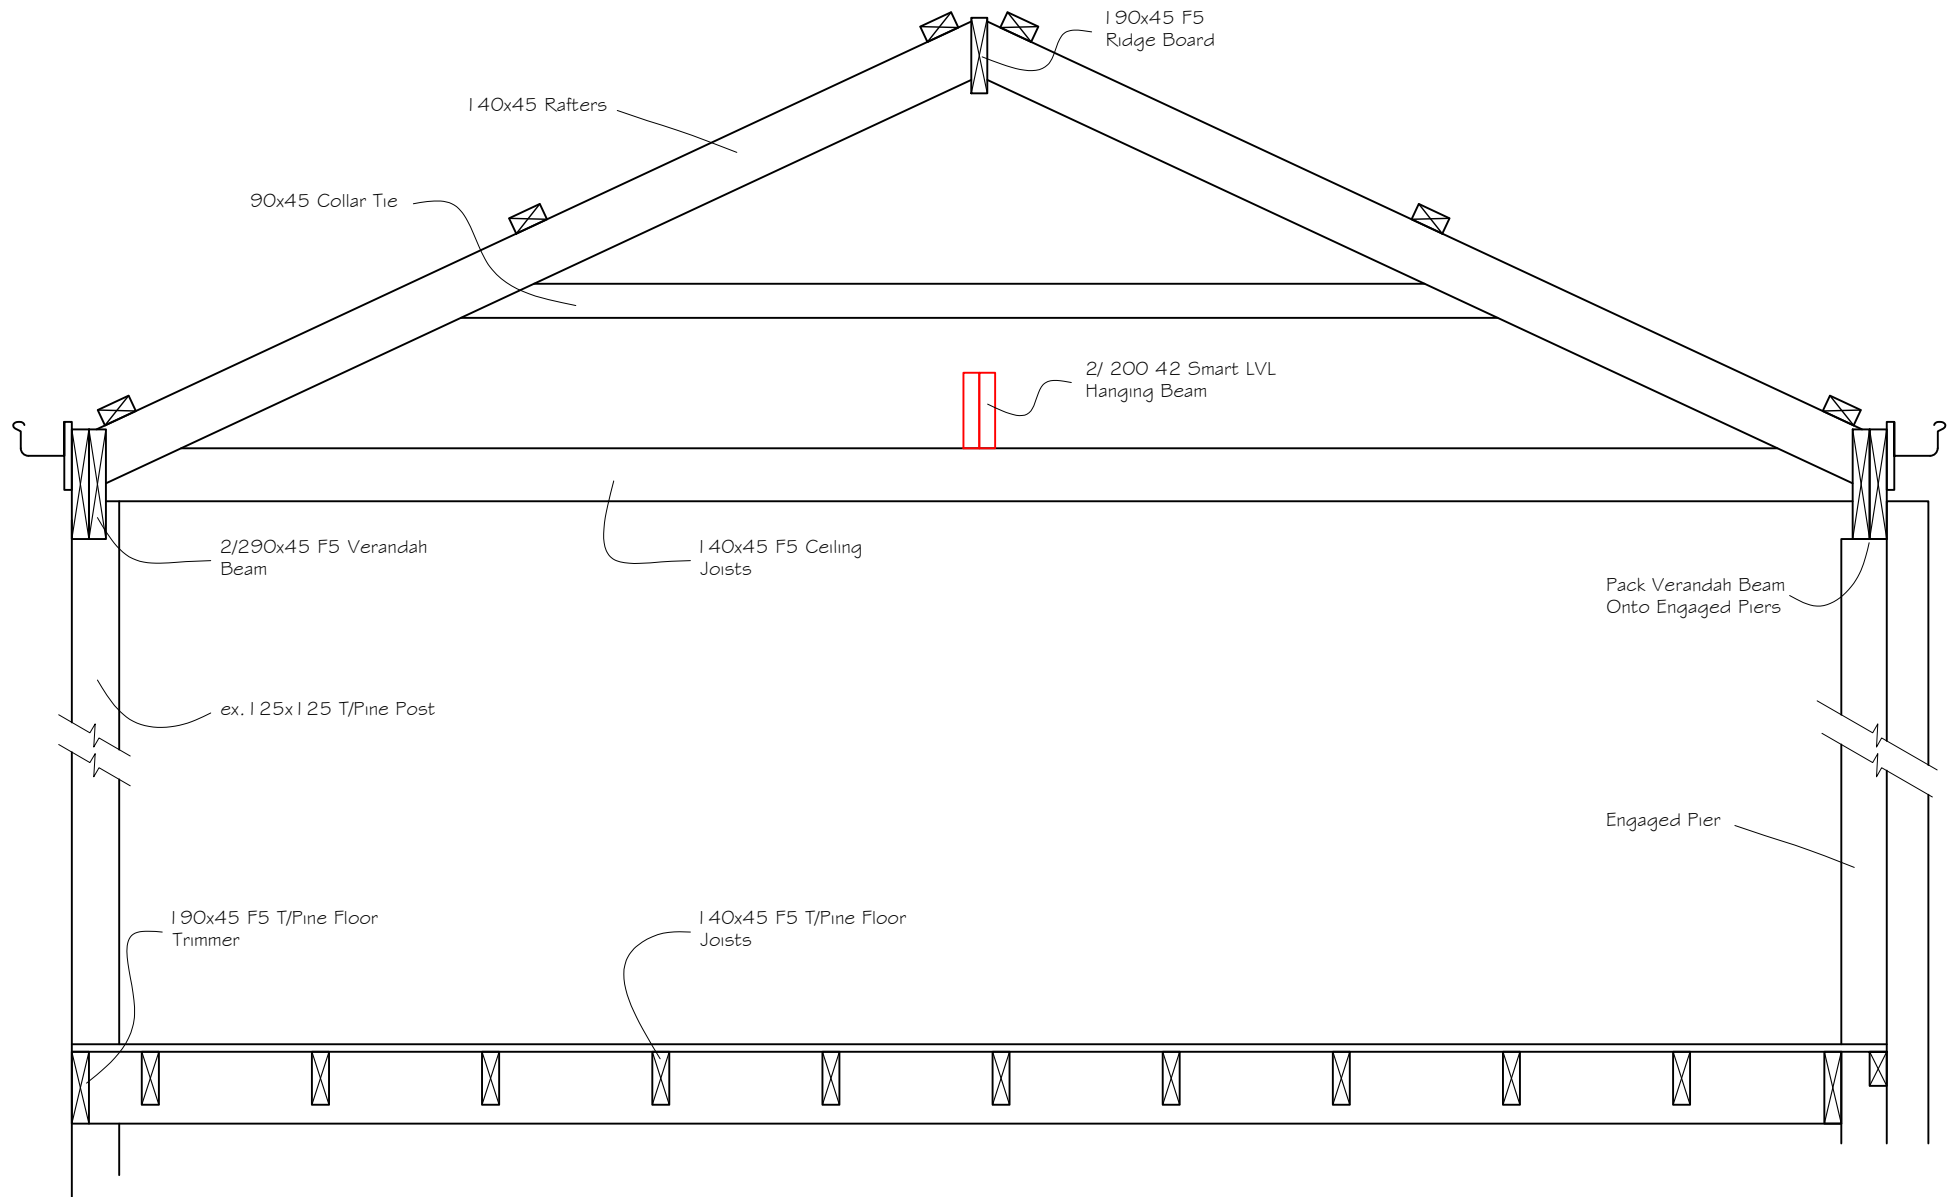 190x45 F5
Ridge Board
140x45 Rafters
90x45 Collar Tie
2/ 200 42 Smart LVL
Hanging Beam
2/290x45 F5 Verandah
Beam
140x45 F5 Ceiling
Joists
Pack Verandah Beam
Onto Engaged Piers
ex.125x125 T/Pine Post
Engaged Pier
190x45 F5 T/Pine Floor
Trimmer
140x45 F5 T/Pine Floor
Joists